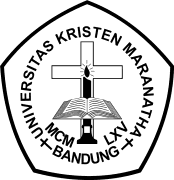 UNIVERSITAS KRISTEN MARANATHA
MCM LXV
BANDUNG